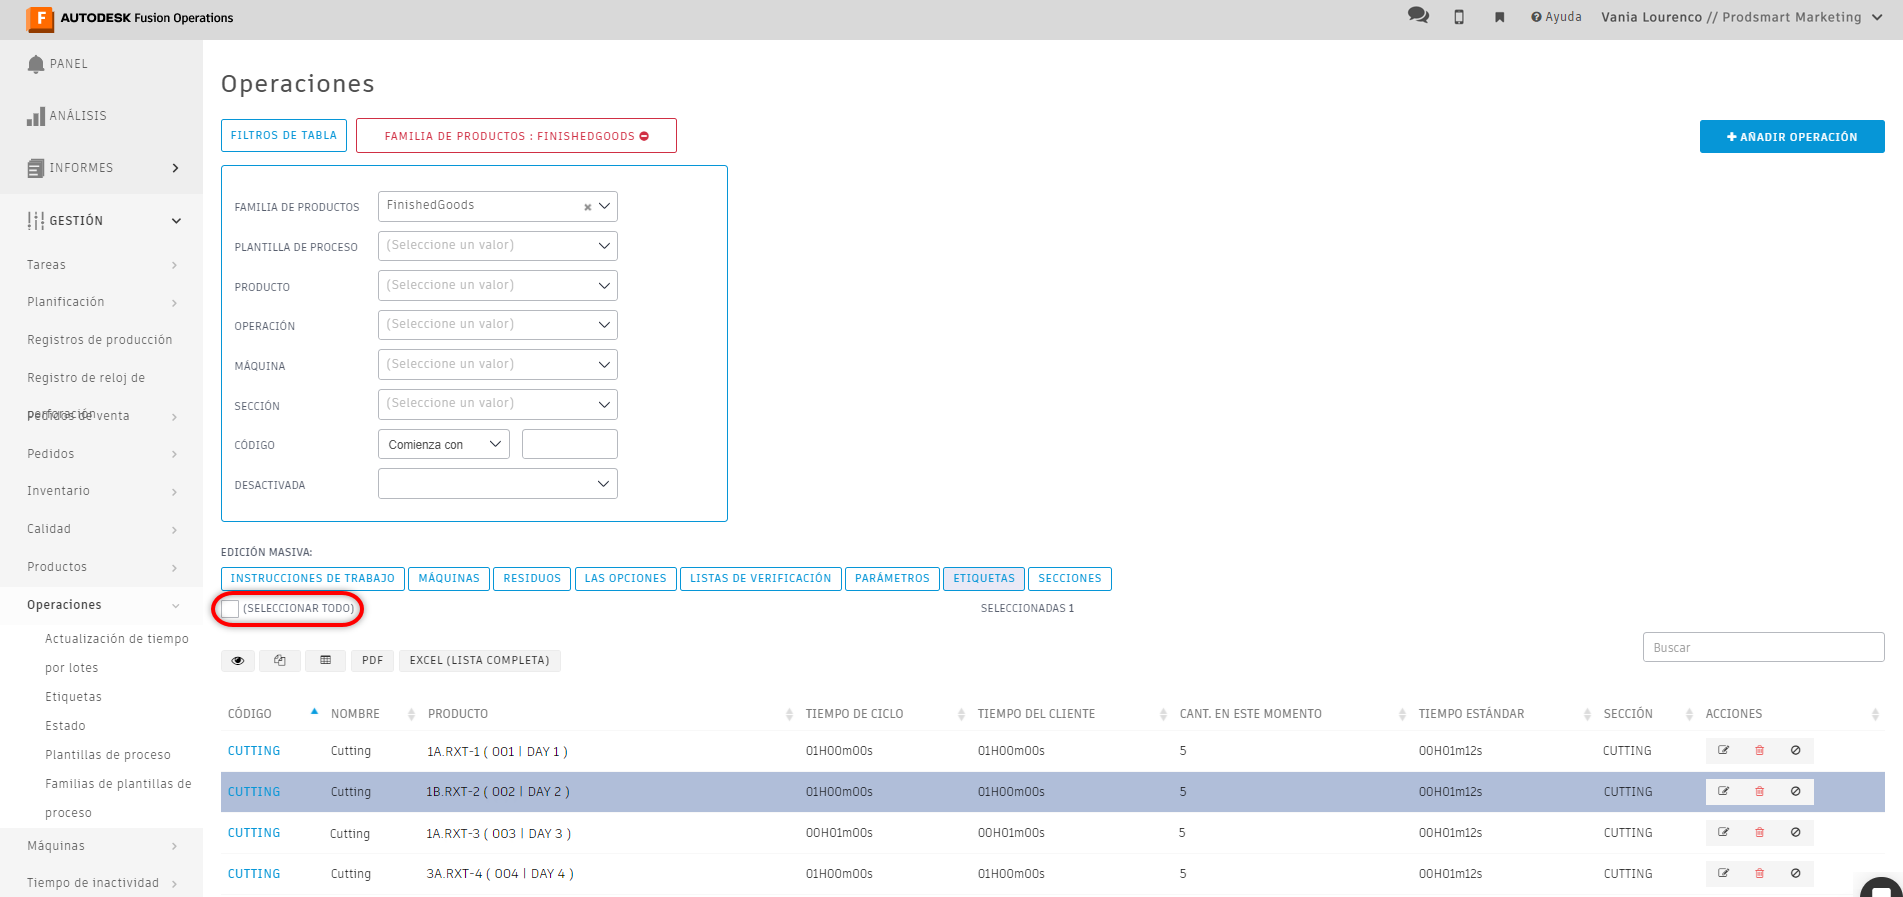 F AUTODESK Fusion Operations
Ayuda
Vania Lourenco // Prodsmart Marketing
PANEL
ANÁLISIS
INFORMES
GESTIÓN
Tareas
Planificación
Registros de producción
Registro de reloj de
perforación
Pedidos de venta
Pedidos
Inventario
Calidad
Productos
Operaciones
Actualización de tiempo
por lotes
Etiquetas
Estado
Plantillas de proceso
Familias de plantillas de
proceso
Máquinas
Tiempo de inactividad
Operaciones
FILTROS DE TABLA
FAMILIA DE PRODUCTOS : FINISHEDGOODS
+ AÑADIR OPERACIÓN
FAMILIA DE PRODUCTOS FinishedGoods
PLANTILLA DE PROCESO (Seleccione un valor)
PRODUCTO (Seleccione un valor)
OPERACIÓN (Seleccione un valor)
MÁQUINA (Seleccione un valor)
SECCIÓN (Seleccione un valor)
CÓDIGO Comienza con
DESACTIVADA
EDICIÓN MASIVA:
INSTRUCCIONES DE TRABAJO MÁQUINAS RESIDUOS LAS OPCIONES LISTAS DE VERIFICACIÓN PARÁMETROS ETIQUETAS SECCIONES
(SELECCIONAR TODO) SELECCIONADAS 1
Buscar
PDF EXCEL (LISTA COMPLETA)
CÓDIGO NOMBRE PRODUCTO TIEMPO DE CICLO TIEMPO DEL CLIENTE CANT. EN ESTE MOMENTO TIEMPO ESTÁNDAR SECCIÓN ACCIONES
CUTTING Cutting 1A.RXT-1 ( 001 | DAY 1 ) 01H00m00s 01H00m00s 5 00H01m12s CUTTING
CUTTING Cutting 1B.RXT-2 ( 002 | DAY 2 ) 01H00m00s 01H00m00s 5 00H01m12s CUTTING
CUTTING Cutting 1A.RXT-3 ( 003 | DAY 3 ) 00H01m00s 00H01m00s 5 00H01m12s CUTTING
CUTTING Cutting 3A.RXT-4 ( 004 | DAY 4 ) 00H01m00s 00H01m00s 5 00H01m12s CUTTING